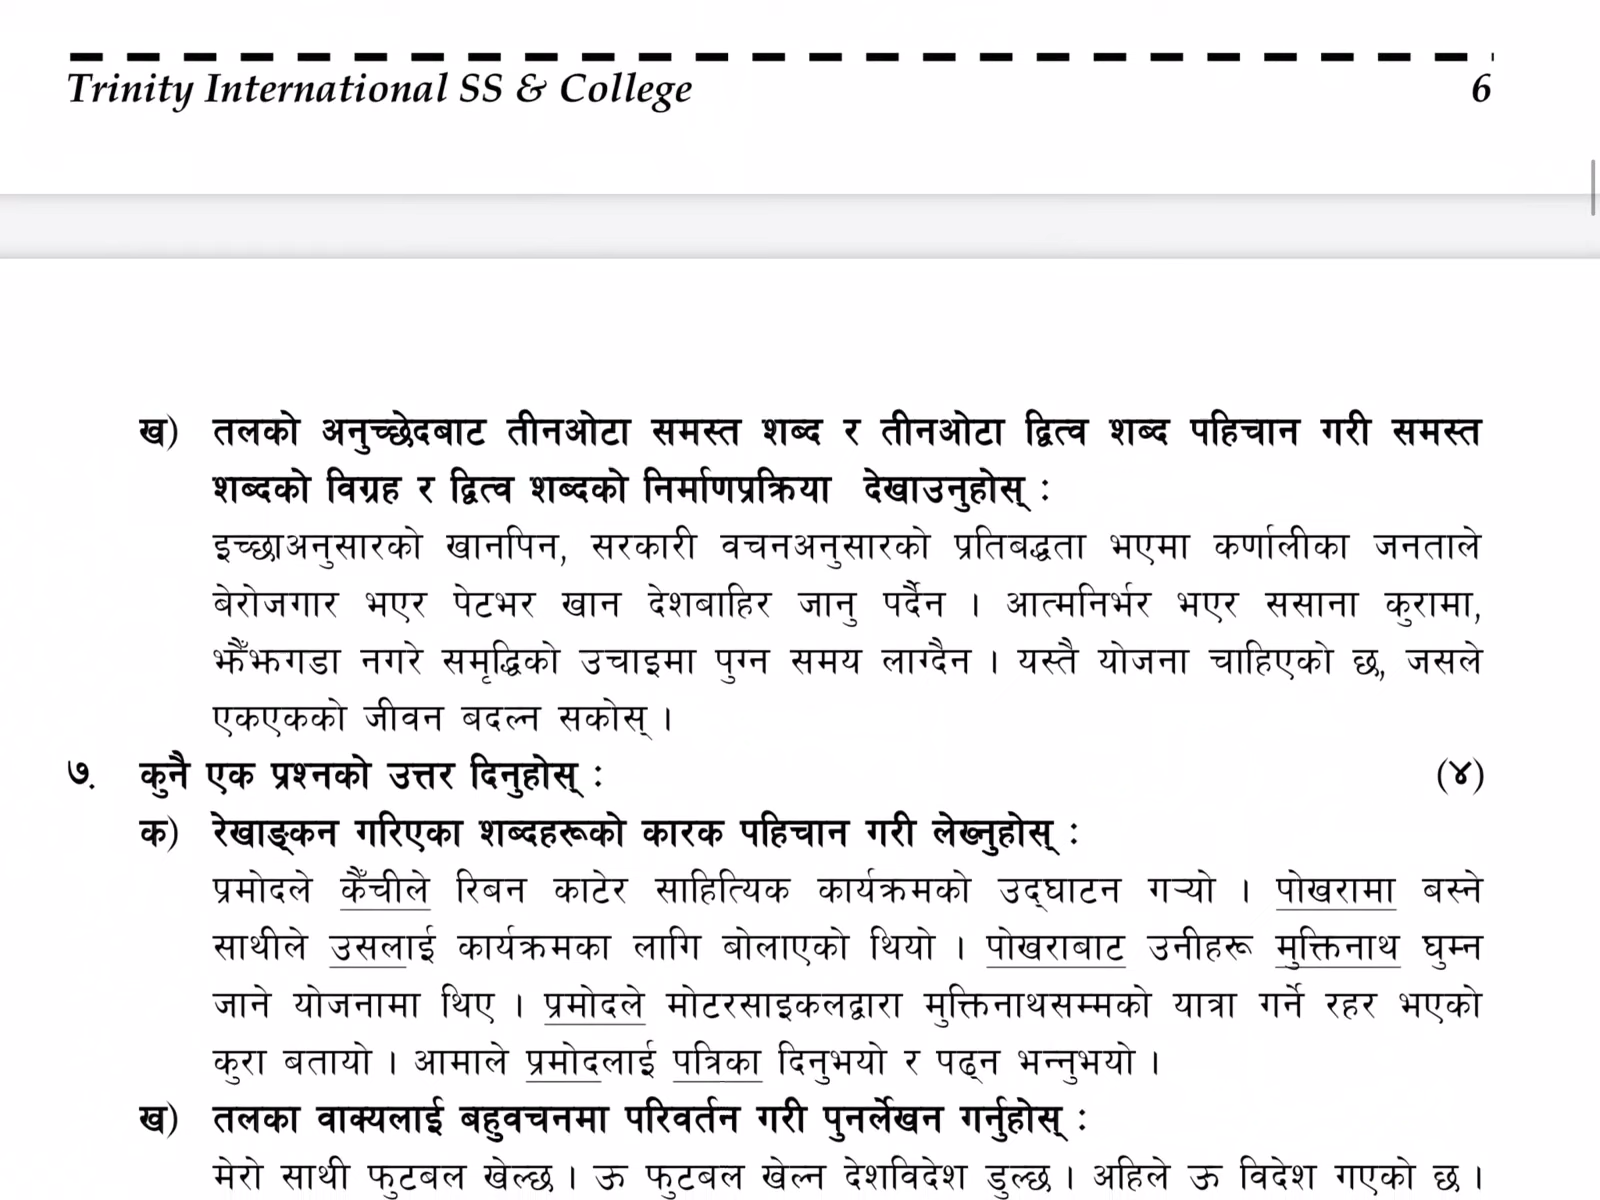 Trinity International SS & College 6
ख) तलको अनुच्छेदबाट तीनओटा समस्त शब्द र तीनओटा द्वित्व शब्द पहिचान गरी समस्त
शब्दको विग्रह र द्वित्व शब्दको निर्माणप्रक्रिया देखाउनुहोस् :
इच्छाअनुसारको खानपिन, सरकारी वचनअनुसारको प्रतिबद्धता भएमा कर्णालीका जनताले
बेरोजगार भएर पेटभर खान देशबाहिर जानु पर्दैन । आत्मनिर्भर भएर ससाना कुरामा,
झैँझगडा नगरे समृद्धिको उचाइमा पुग्न समय लाग्दैन । यस्तै योजना चाहिएको छ, जसले
एकएकको जीवन बदल्न सकोस् ।
७. कुनै एक प्रश्नको उत्तर दिनुहोस् : (४)
क) रेखाङ्कन गरिएका शब्दहरूको कारक पहिचान गरी लेख्नुहोस् :
प्रमोदले कैँचीले रिबन काटेर साहित्यिक कार्यक्रमको उद्घाटन गर्‍यो । पोखरामा बस्ने
साथीले उसलाई कार्यक्रमका लागि बोलाएको थियो । पोखराबाट उनीहरू मुक्तिनाथ घुम्न
जाने योजनामा थिए । प्रमोदले मोटरसाइकलद्वारा मुक्तिनाथसम्मको यात्रा गर्ने रहर भएको
कुरा बतायो । आमाले प्रमोदलाई पत्रिका दिनुभयो र पढ्न भन्नुभयो ।
ख) तलका वाक्यलाई बहुवचनमा परिवर्तन गरी पुनर्लेखन गर्नुहोस् :
मेरो साथी फुटबल खेल्छ । ऊ फुटबल खेल्न देशविदेश डुल्छ । अहिले ऊ विदेश गएको छ ।